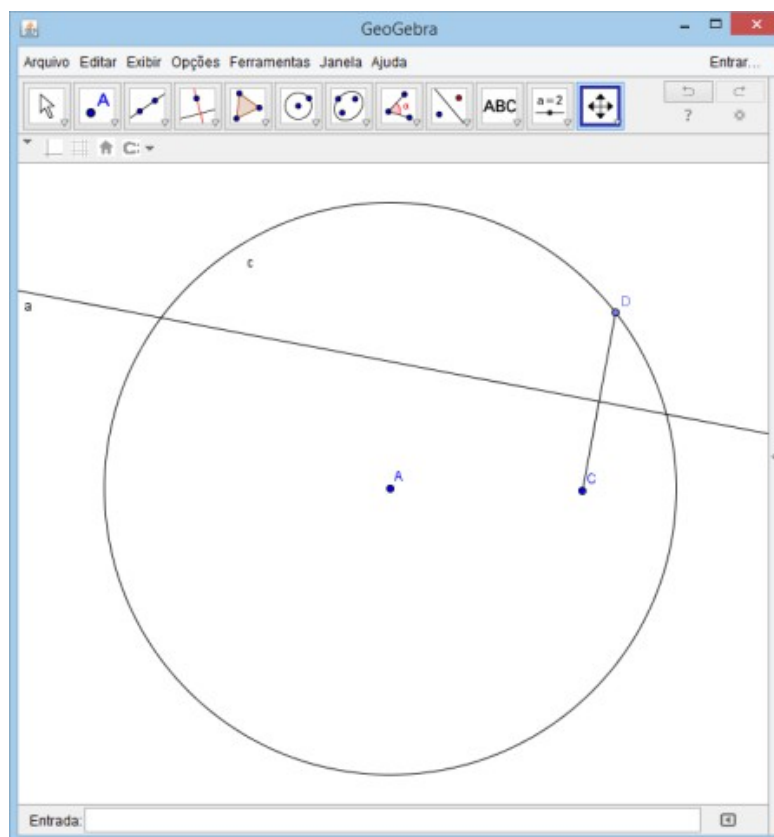 GeoGebra
Arquivo Editar Exibir Opções Ferramentas Janela Ajuda Entrar...
A α ABC a=2 ?
C:
c
a
D
A
C
Entrada: